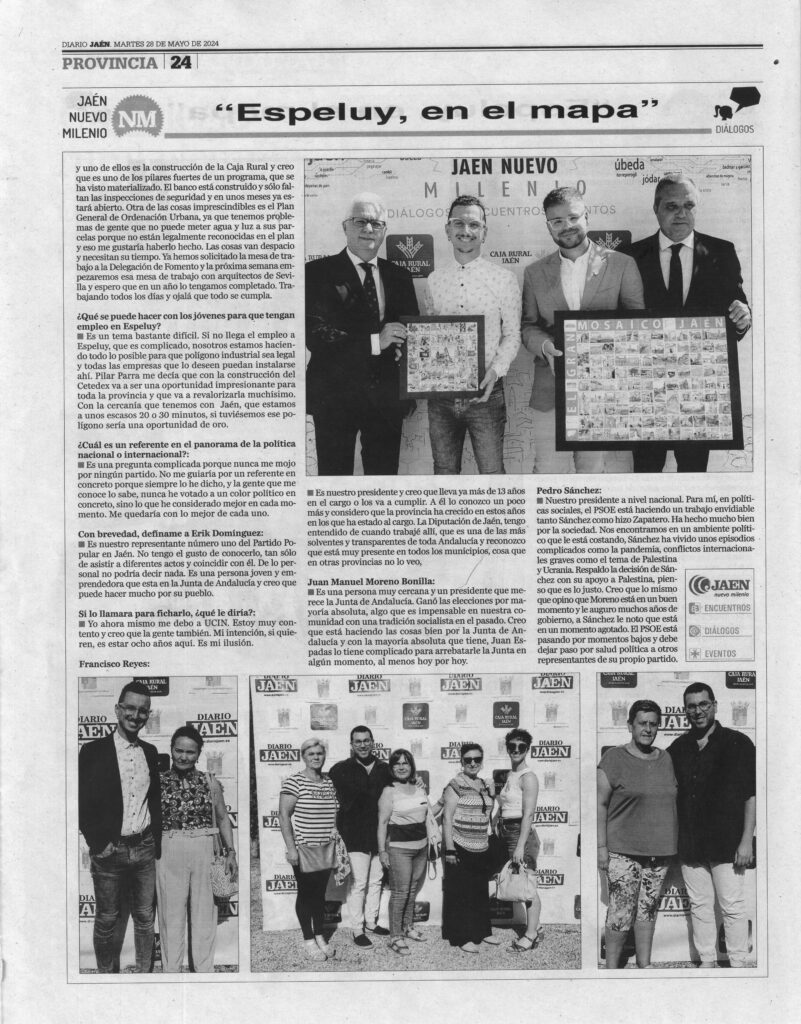 DIARIO JAÉN. MARTES 28 DE MAYO DE 2024
PROVINCIA | 24 |
JAÉN
NUEVO
MILENIO
NM
“Espeluy, en el mapa”
DIÁLOGOS
y uno de ellos es la construcción de la Caja Rural y creo
que es uno de los pilares fuertes de un programa, que se
ha visto materializado. El banco está construido y sólo fal-
tan las inspecciones de seguridad y en unos meses ya es-
tará abierto. Otra de las cosas imprescindibles es el Plan
General de Ordenación Urbana, ya que tenemos proble-
mas de gente que no puede meter agua y luz a sus par-
celas porque no están legalmente reconocidas en el plan
y eso me gustaría haberlo hecho. Las cosas van despacio
y necesitan su tiempo. Ya hemos solicitado la mesa de tra-
bajo a la Delegación de Fomento y la próxima semana em-
pezaremos esa mesa de trabajo con arquitectos de Sevi-
lla y espero que en un año lo tengamos completado. Tra-
bajando todos los días y ojalá que todo se cumpla.
¿Qué se puede hacer con los jóvenes para que tengan
empleo en Espeluy?
■ Es un tema bastante difícil. Si no llega el empleo a
Espeluy, que es complicado, nosotros estamos hacien-
do todo lo posible para que polígono industrial sea legal
y todas las empresas que lo deseen puedan instalarse
ahí. Pilar Parra me decía que con la construcción del
Cetedex va a ser una oportunidad impresionante para
toda la provincia y que va a revalorizarla muchísimo.
Con la cercanía que tenemos con Jaén, que estamos
a unos escasos 20 o 30 minutos, si tuviésemos ese po-
lígono sería una oportunidad de oro.
¿Cuál es un referente en el panorama de la política
nacional o internacional?:
■ Es una pregunta complicada porque nunca me mojo
por ningún partido. No me guiaría por un referente en
concreto porque siempre lo he dicho, y la gente que me
conoce lo sabe, nunca he votado a un color político en
concreto, sino lo que he considerado mejor en cada mo-
mento. Me quedaría con lo mejor de cada uno.
Con brevedad, defíname a Erik Domínguez:
■ Es nuestro representante número uno del Partido Po-
pular en Jaén. No tengo el gusto de conocerlo, tan sólo
de asistir a diferentes actos y coincidir con él. De lo per-
sonal no podría decir nada. Es una persona joven y em-
prendedora que esta en la Junta de Andalucía y creo que
puede hacer mucho por su pueblo.
Si lo llamara para ficharlo, ¿qué le diría?:
■ Yo ahora mismo me debo a UCIN. Estoy muy con-
tento y creo que la gente también. Mi intención, si quie-
ren, es estar ocho años aquí. Es mi ilusión.
Francisco Reyes:
JAEN NUEVO
MILENIO
DIÁLOGOS ENCUENTROS EVENTOS
úbeda
jódar
CAJA RURAL
JAÉN
CAJA RURAL
JAÉN
MOSAICO JAÉN
■ Es nuestro presidente y creo que lleva ya más de 13 años
en el cargo o los va a cumplir. A él lo conozco un poco
más y considero que la provincia ha crecido en estos años
en los que ha estado al cargo. La Diputación de Jaén, tengo
entendido de cuando trabajé allí, que es una de las más
solventes y transparentes de toda Andalucía y reconozco
que está muy presente en todos los municipios, cosa que
en otras provincias no lo veo,
Juan Manuel Moreno Bonilla:
■ Es una persona muy cercana y un presidente que me-
rece la Junta de Andalucía. Ganó las elecciones por ma-
yoría absoluta, algo que es impensable en nuestra co-
munidad con una tradición socialista en el pasado. Creo
que está haciendo las cosas bien por la Junta de An-
dalucía y con la mayoría absoluta que tiene, Juan Es-
padas lo tiene complicado para arrebatarle la Junta en
algún momento, al menos hoy por hoy.
Pedro Sánchez:
■ Nuestro presidente a nivel nacional. Para mí, en polí-
ticas sociales, el PSOE está haciendo un trabajo envidiable
tanto Sánchez como hizo Zapatero. Ha hecho mucho bien
por la sociedad. Nos encontramos en un ambiente políti-
co que le está costando, Sánchez ha vivido unos episodios
complicados como la pandemia, conflictos internaciona-
les graves como el tema de Palestina
y Ucrania. Respaldo la decisión de Sán-
chez con su apoyo a Palestina, pien-
so que es lo justo. Creo que lo mismo
que opino que Moreno está en un buen
momento y le auguro muchos años de
gobierno, a Sánchez le noto que está
en un momento agotado. El PSOE está
pasando por momentos bajos y debe
dejar paso por salud política a otros
representantes de su propio partido.
JAEN
nuevo milenio
ENCUENTROS
DIÁLOGOS
EVENTOS
DIARIO
JAEN
CAJA RURAL
JAÉN
DIARIO
JAEN
DIARIO
JAEN
DIARIO
JAEN
CAJA RURAL
JAÉN